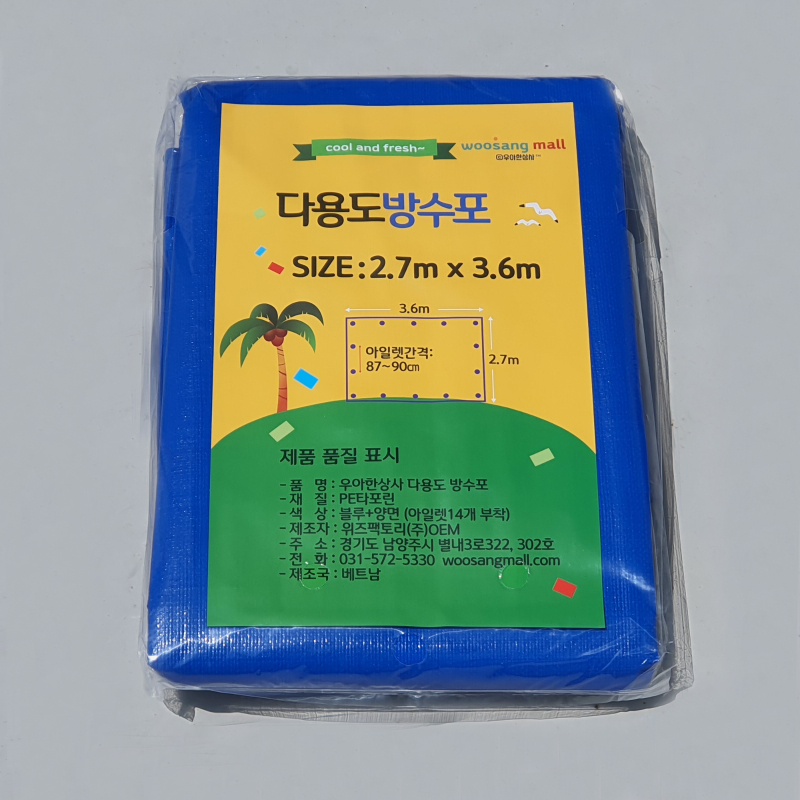 cool and fresh~
woosang mall
ⓒ우아한상사™
다용도방수포
SIZE : 2.7m x 3.6m
3.6m
아일렛간격:
87~90㎝
2.7m
제품 품질 표시
- 품 명 : 우아한상사 다용도 방수포
- 재 질 : PE타포린
- 색 상 : 블루+양면 (아일렛14개 부착)
- 제조자 : 위즈팩토리(주)OEM
- 주 소 : 경기도 남양주시 별내3로322, 302호
- 전 화 : 031-572-5330 woosangmall.com
- 제조국 : 베트남